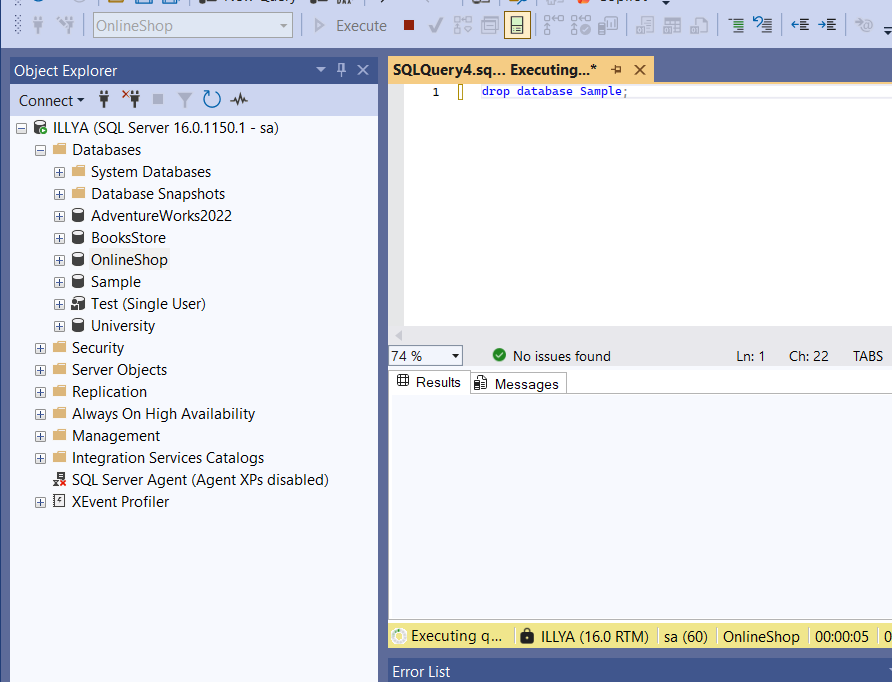 OnlineShop
Execute
Object Explorer
Connect
ILLYA (SQL Server 16.0.1150.1 - sa)
Databases
System Databases
Database Snapshots
AdventureWorks2022
BooksStore
OnlineShop
Sample
Test (Single User)
University
Security
Server Objects
Replication
Always On High Availability
Management
Integration Services Catalogs
SQL Server Agent (Agent XPs disabled)
XEvent Profiler
SQLQuery4.sq... Executing...*
1 drop database Sample;
74 % No issues found Ln: 1 Ch: 22 TABS
Results Messages
Executing q... ILLYA (16.0 RTM) sa (60) OnlineShop 00:00:05 0
Error List